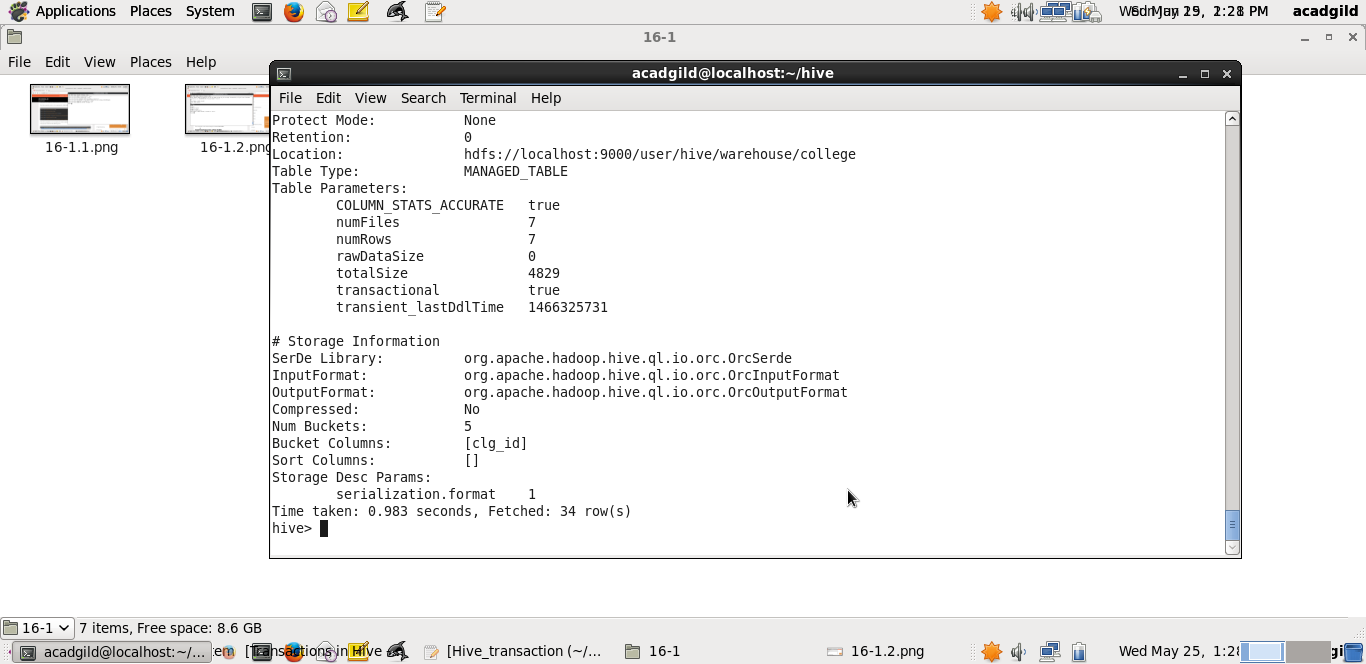 Applications Places System 1:28 PM acadgild
16-1
File Edit View Places Help
16-1.1.png
16-1.2.png
acadgild@localhost:~/hive
File Edit View Search Terminal Help
Protect Mode: None
Retention: 0
Location: hdfs://localhost:9000/user/hive/warehouse/college
Table Type: MANAGED_TABLE
Table Parameters:
COLUMN_STATS_ACCURATE true
numFiles 7
numRows 7
rawDataSize 0
totalSize 4829
transactional true
transient_lastDdlTime 1466325731
# Storage Information
SerDe Library: org.apache.hadoop.hive.ql.io.orc.OrcSerde
InputFormat: org.apache.hadoop.hive.ql.io.orc.OrcInputFormat
OutputFormat: org.apache.hadoop.hive.ql.io.orc.OrcOutputFormat
Compressed: No
Num Buckets: 5
Bucket Columns: [clg_id]
Sort Columns: []
Storage Desc Params:
serialization.format 1
Time taken: 0.983 seconds, Fetched: 34 row(s)
hive>
16-1 7 items, Free space: 8.6 GB
acadgild@localhost:~/... [Transactions in Hive [Hive_transaction (~/... 16-1 16-1.2.png Wed May 25, 1:28